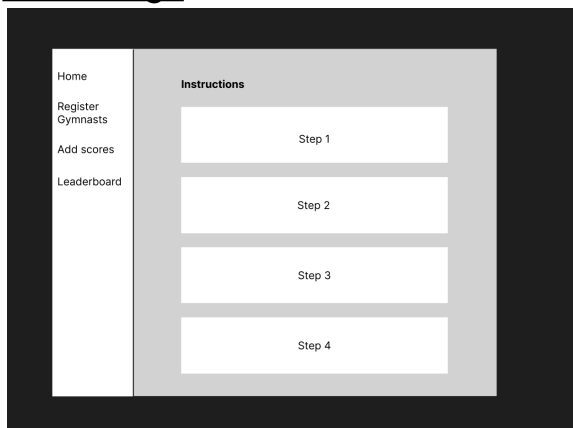 Home
Register
Gymnasts
Add scores
Leaderboard
Instructions
Step 1
Step 2
Step 3
Step 4